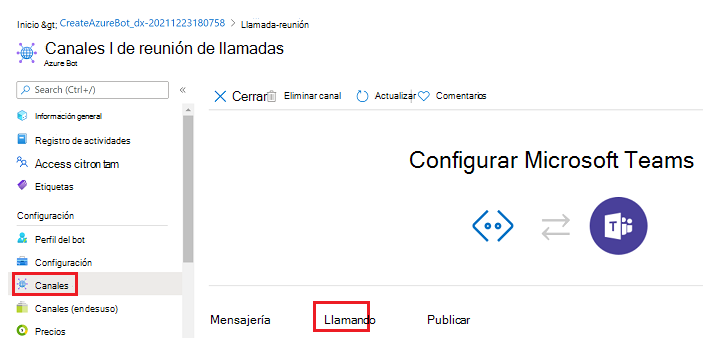 Inicio &gt; CreateAzureBot_dx-20211223180758 > Llamada-reunión
Canales I de reunión de llamadas
Azure Bot
Search (Ctrl+/) «
Cerrar Eliminar canal Actualizar Comentarios
Información general
Registro de actividades
Access citron tam
Etiquetas
Configuración
Perfil del bot
Configuración
Canales
Canales (endesuso)
Precios
Configurar Microsoft Teams
Mensajería Llamando Publicar